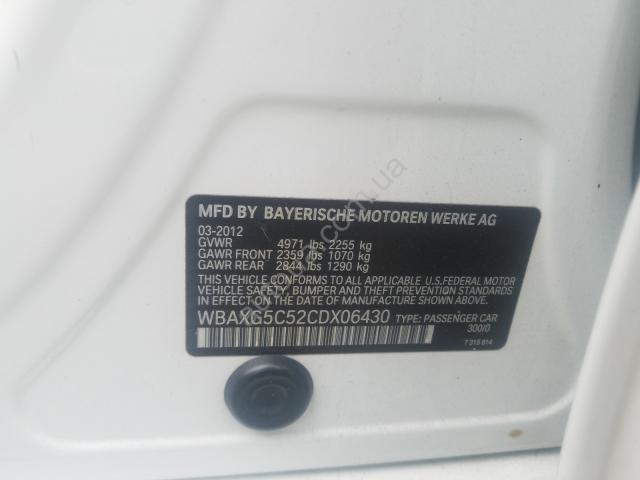 MFD BY BAYERISCHE MOTOREN WERKE AG
03-2012
GVWR 4971 lbs 2255 kg
GAWR FRONT 2359 lbs 1070 kg
GAWR REAR 2844 lbs 1290 kg
THIS VEHICLE CONFORMS TO ALL APPLICABLE U.S.FEDERAL MOTOR
VEHICLE SAFETY, BUMPER AND THEFT
PREVENTION STANDARDS IN EFFECT ON THE DATE OF MANUFACTURE SHOWN ABOVE.
WBAXG5C52CDX06430 TYPE: PASSENGER CAR
300/0
7 315 814